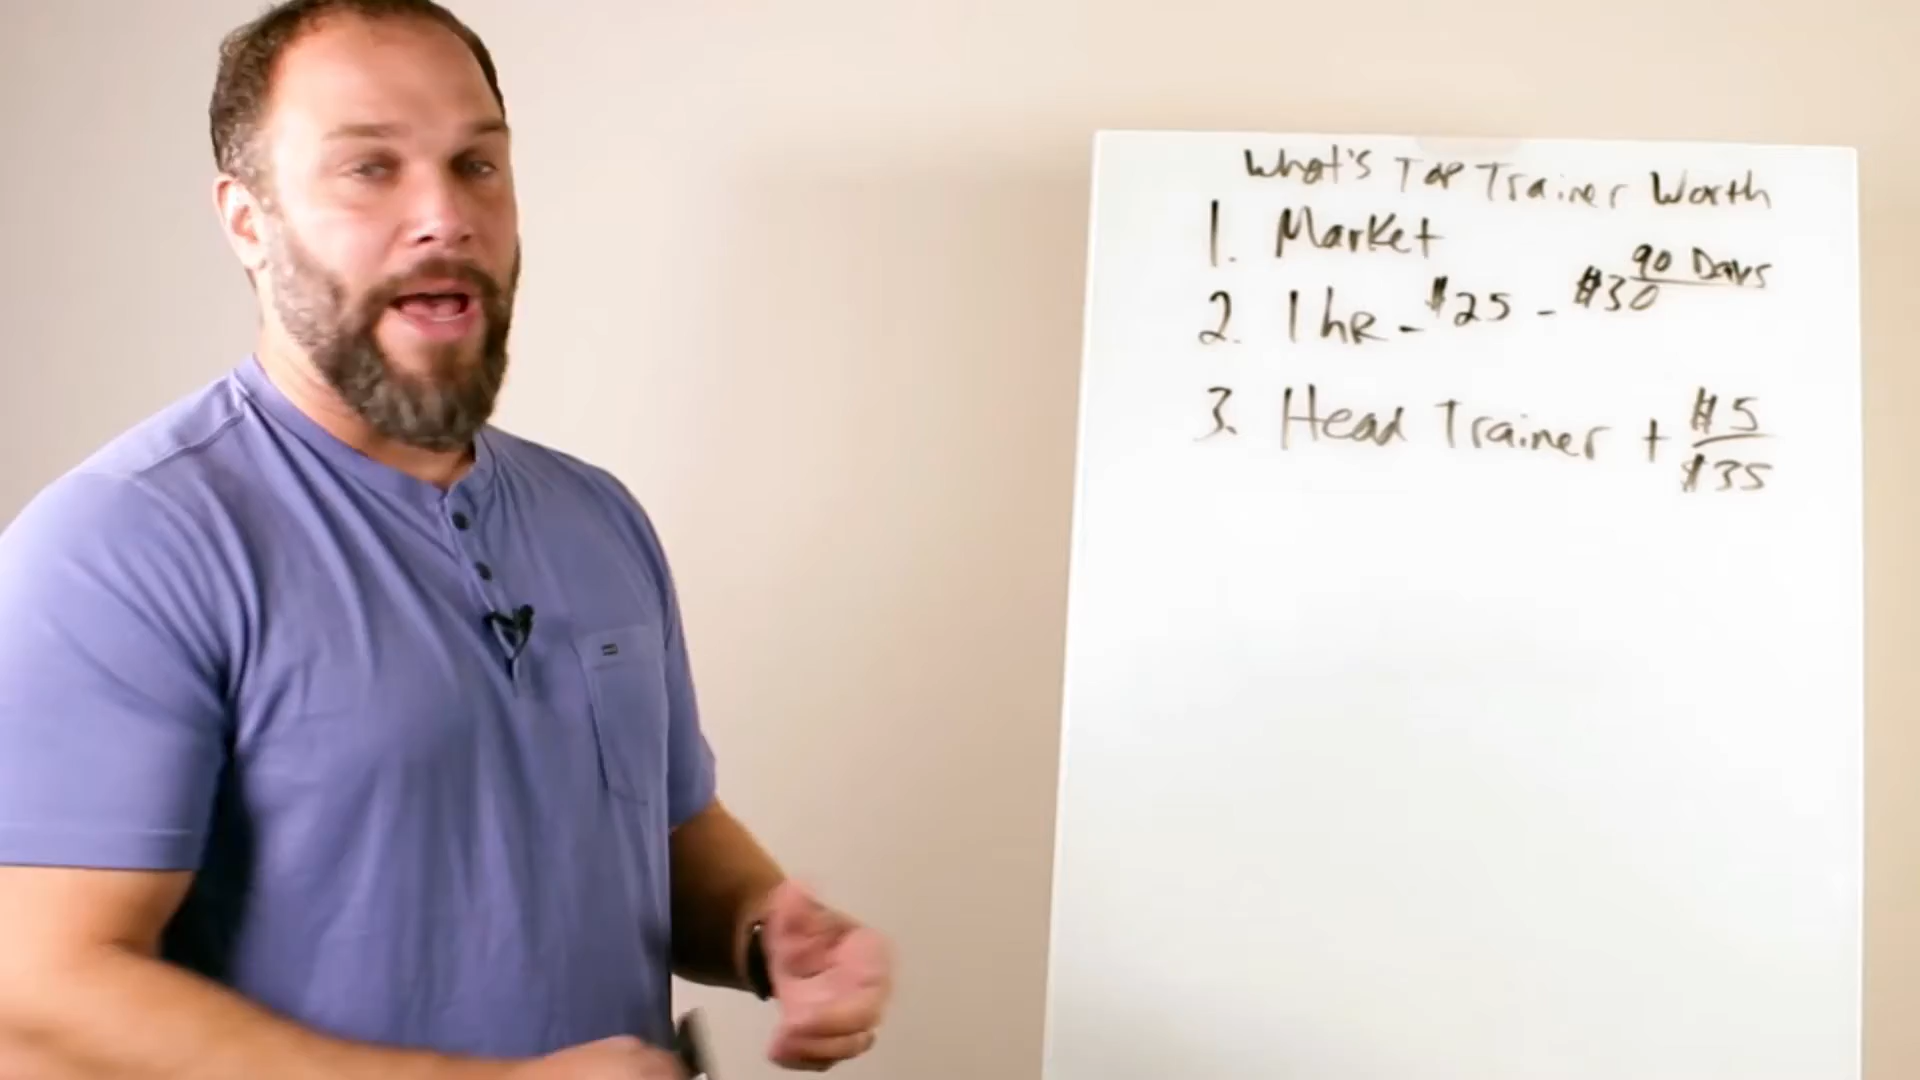 What's Top Trainer Worth
1. Market
90 Days
2. 1 hR - $25 - $30
3. Head Trainer + $5
$35